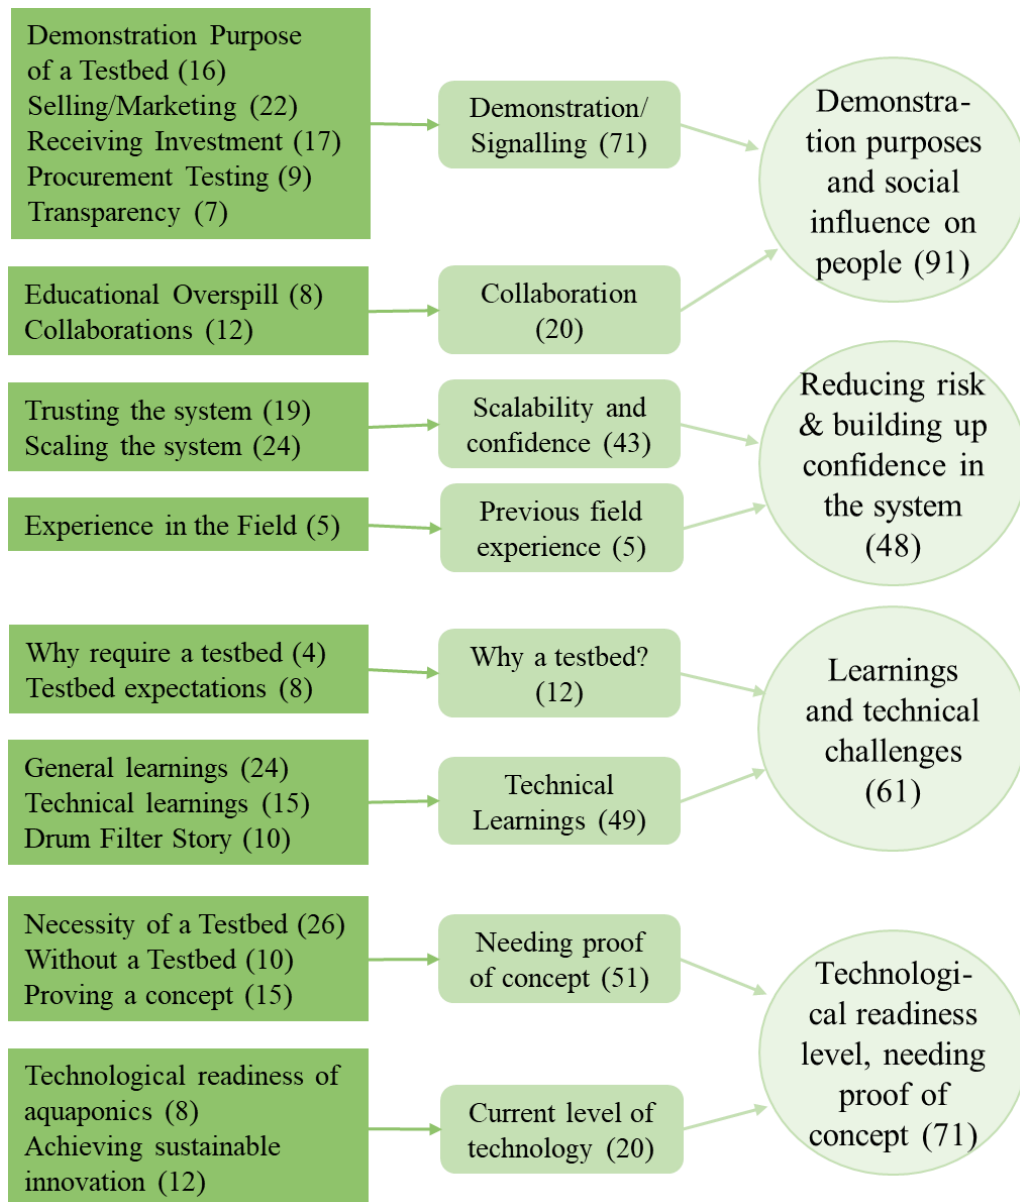 Demonstration Purpose
of a Testbed (16)
Selling/Marketing (22)
Receiving Investment (17)
Procurement Testing (9)
Transparency (7)
Demonstration/
Signalling (71)
Demonstra-
tion purposes
and social
influence on
people (91)
Educational Overspill (8)
Collaborations (12)
Collaboration
(20)
Trusting the system (19)
Scaling the system (24)
Scalability and
confidence (43)
Reducing risk
& building up
confidence in
the system
(48)
Experience in the Field (5)
Previous field
experience (5)
Why require a testbed (4)
Testbed expectations (8)
Why a testbed?
(12)
Learnings
and technical
challenges
(61)
General learnings (24)
Technical learnings (15)
Drum Filter Story (10)
Technical
Learnings (49)
Necessity of a Testbed (26)
Without a Testbed (10)
Proving a concept (15)
Needing proof
of concept (51)
Technologi-
cal readiness
level, needing
proof of
concept (71)
Technological readiness of
aquaponics (8)
Achieving sustainable
innovation (12)
Current level of
technology (20)